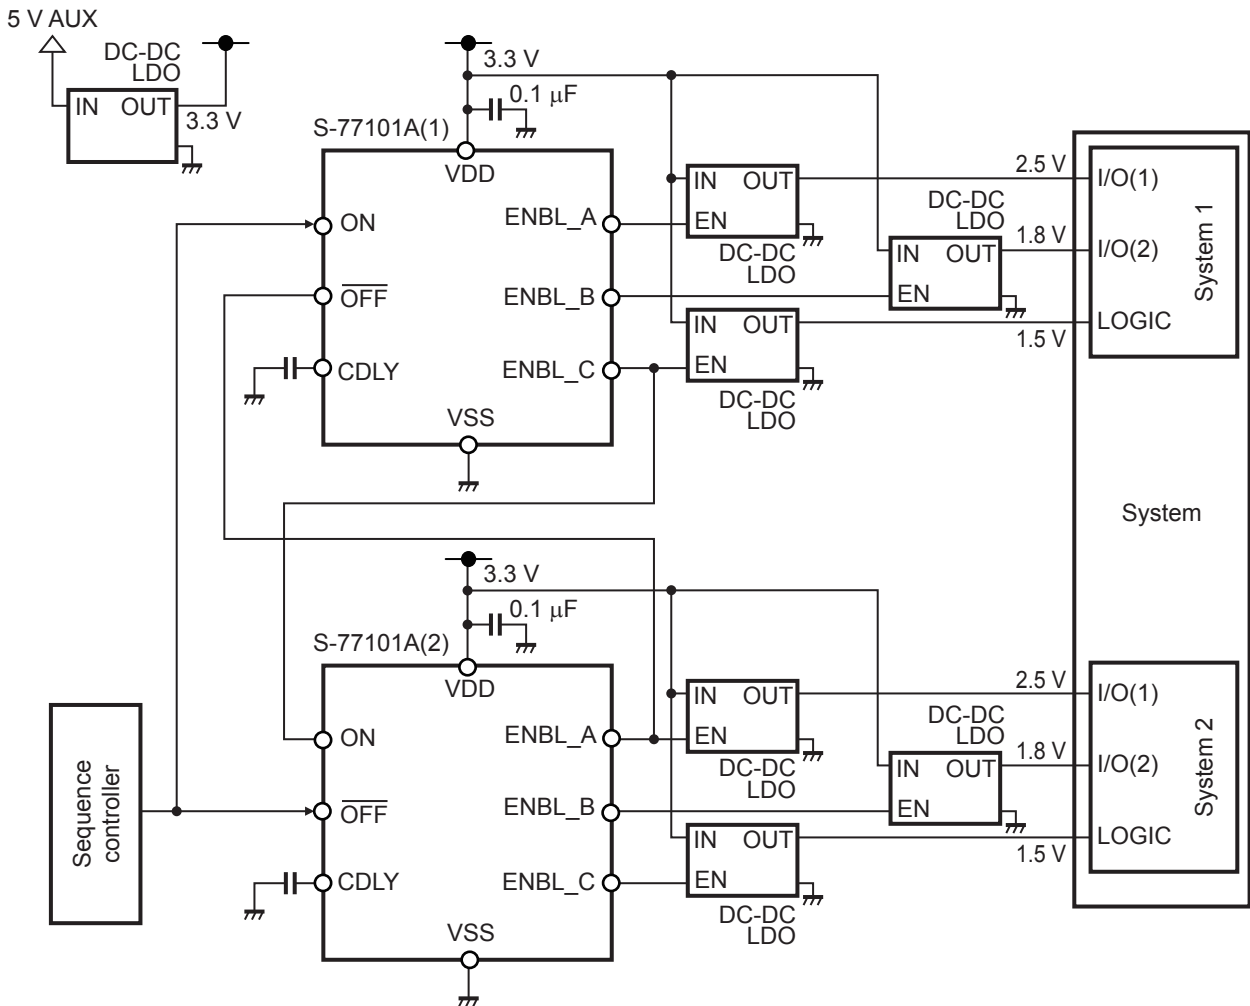 5 V AUX
DC-DC
LDO
IN OUT
3.3 V
3.3 V
0.1 μF
S-77101A(1)
VDD
ON
OFF
CDLY
VSS
ENBL_A
ENBL_B
ENBL_C
IN OUT
EN
DC-DC
LDO
DC-DC
LDO
IN OUT
EN
IN OUT
EN
DC-DC
LDO
2.5 V
1.8 V
1.5 V
I/O(1)
I/O(2)
LOGIC
System 1
System
3.3 V
0.1 μF
S-77101A(2)
VDD
ON
OFF
CDLY
VSS
ENBL_A
ENBL_B
ENBL_C
Sequence
controller
IN OUT
EN
DC-DC
LDO
DC-DC
LDO
IN OUT
EN
IN OUT
EN
DC-DC
LDO
2.5 V
1.8 V
1.5 V
I/O(1)
I/O(2)
LOGIC
System 2